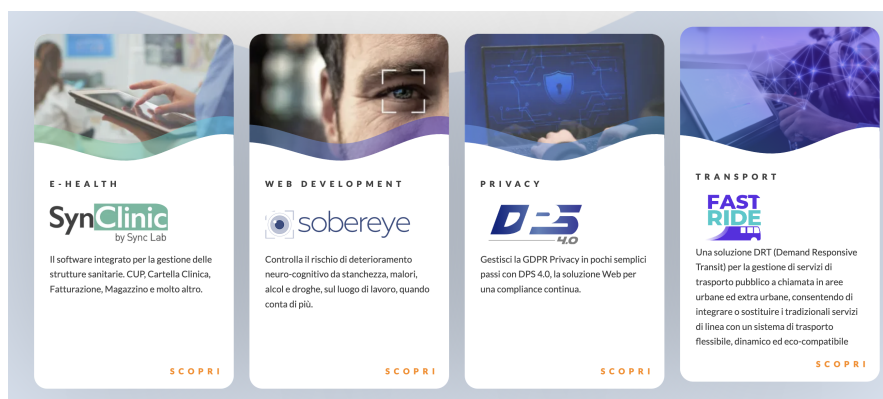 E-HEALTH
SynClinic
by Sync Lab
Il software integrato per la gestione delle
strutture sanitarie. CUP, Cartella Clinica,
Fatturazione, Magazzino e molto altro.
SCOPRI
WEB DEVELOPMENT
sobereye
Controlla il rischio di deterioramento
neuro-cognitivo da stanchezza, malori,
alcol e droghe, sul luogo di lavoro, quando
conta di più.
SCOPRI
PRIVACY
DPS
4.0
Gestisci la GDPR Privacy in pochi semplici
passi con DPS 4.0, la soluzione Web per
una compliance continua.
SCOPRI
TRANSPORT
FAST
RIDE
Una soluzione DRT (Demand Responsive
Transit) per la gestione di servizi di
trasporto pubblico a chiamata in aree
urbane ed extra urbane, consentendo di
integrare o sostituire i tradizionali servizi
di linea con un sistema di trasporto
flessibile, dinamico ed eco-compatibile
SCOPRI